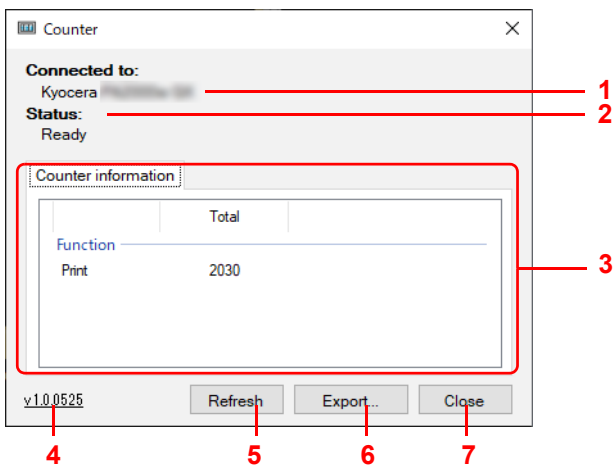 Counter
Connected to:
Kyocera
1
Status:
2
Ready
Counter information
Total
Function
3
Print 2030
v1.0.0525 Refresh Export... Close
4 5 6 7